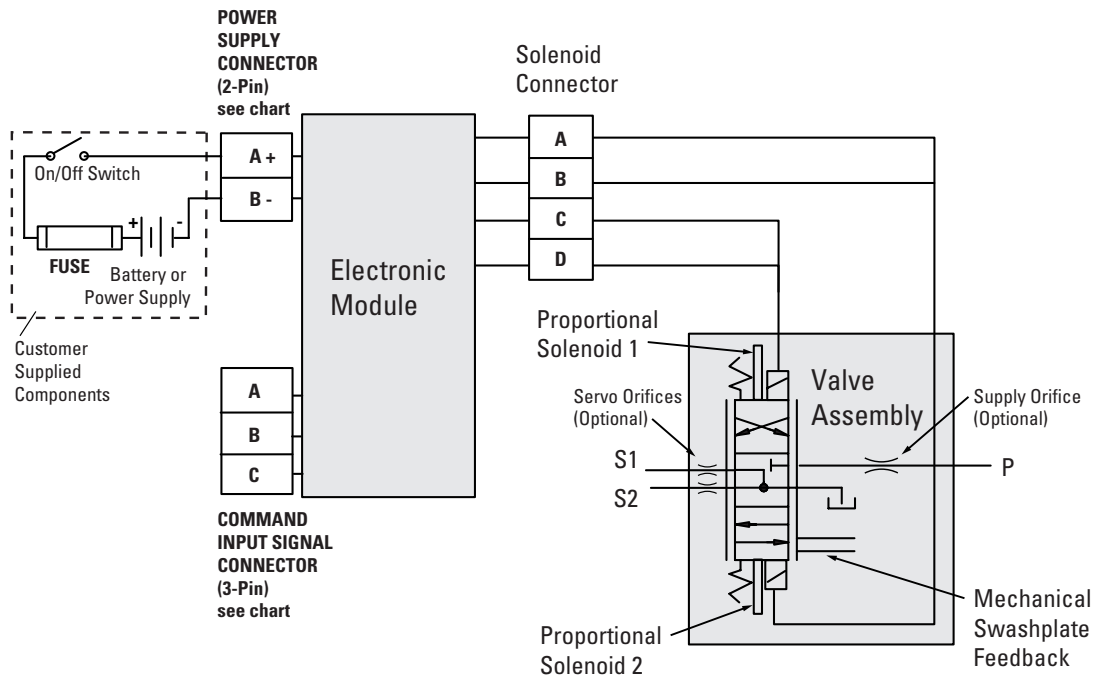 POWER
SUPPLY
CONNECTOR
(2-Pin)
see chart
Solenoid
Connector
A +
B -
On/Off Switch
+
-
FUSE
Battery or
Power Supply
Customer
Supplied
Components
Electronic
Module
A
B
C
D
A
B
C
COMMAND
INPUT SIGNAL
CONNECTOR
(3-Pin)
see chart
Proportional
Solenoid 1
Servo Orifices
(Optional)
Valve
Assembly
Supply Orifice
(Optional)
S1
S2
P
Proportional
Solenoid 2
Mechanical
Swashplate
Feedback